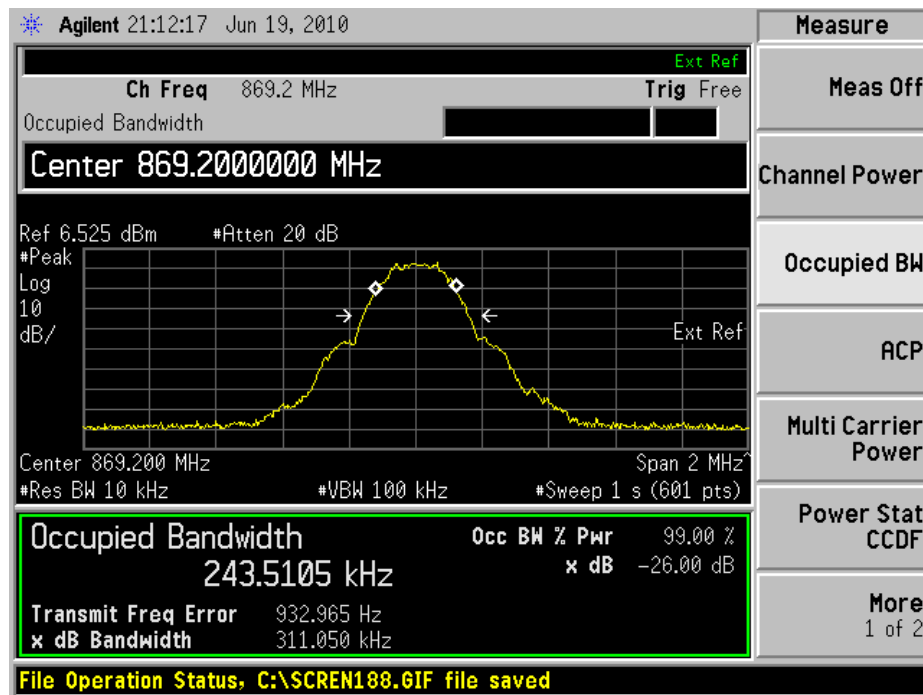 Agilent 21:12:17 Jun 19, 2010
Measure
Ext Ref
Ch Freq 869.2 MHz
Trig Free
Occupied Bandwidth
Center 869.2000000 MHz
Ref 6.525 dBm #Atten 20 dB
#Peak
Log
10
dB/
Ext Ref
Center 869.200 MHz
Span 2 MHz^
#Res BW 10 kHz #VBW 100 kHz #Sweep 1 s (601 pts)
Occupied Bandwidth
243.5105 kHz
Occ BW % Pwr 99.00 %
x dB -26.00 dB
Transmit Freq Error 932.965 Hz
x dB Bandwidth 311.050 kHz
Meas Off
Channel Power
Occupied BW
ACP
Multi Carrier
Power
Power Stat
CCDF
More
1 of 2
File Operation Status, C:\SCREN188.GIF file saved